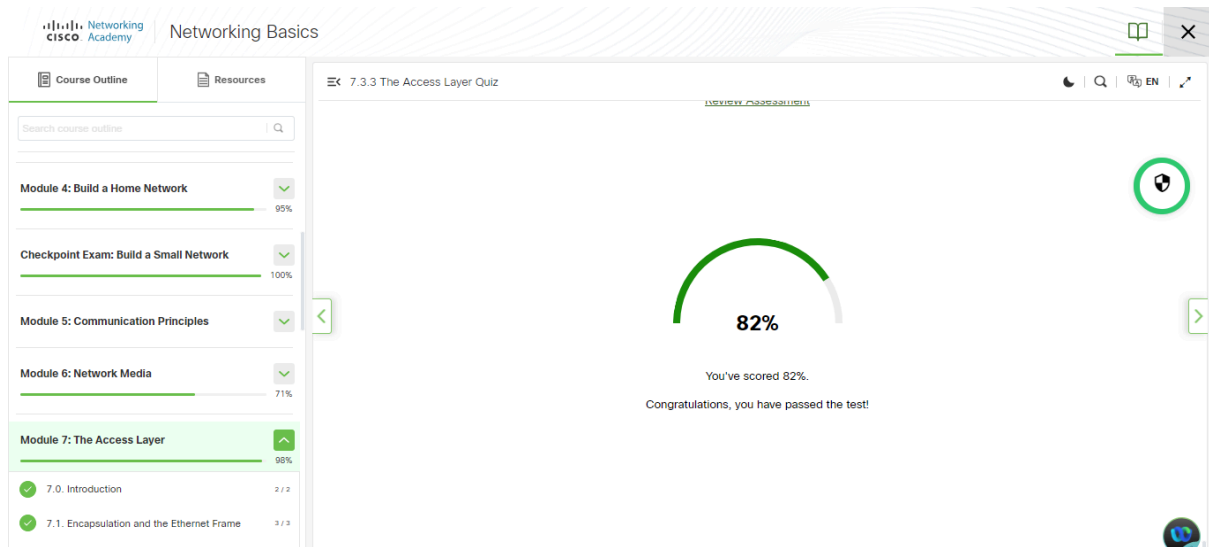 Networking
CISCO Academy
Networking Basics
Course Outline
Resources
7.3.3 The Access Layer Quiz
EN
Review Assessment
Search course outline
Module 4: Build a Home Network
95%
Checkpoint Exam: Build a Small Network
100%
Module 5: Communication Principles
Module 6: Network Media
71%
Module 7: The Access Layer
98%
7.0. Introduction 2 / 2
7.1. Encapsulation and the Ethernet Frame 3 / 3
82%
You've scored 82%.
Congratulations, you have passed the test!